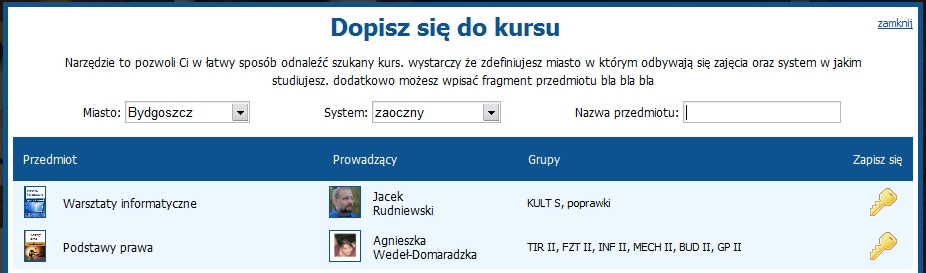 Dopisz się do kursu
zamknij
Narzędzie to pozwoli Ci w łatwy sposób odnaleźć szukany kurs. wystarczy że zdefiniujesz miasto w którym odbywają się zajęcia oraz system w jakim
studiujesz. dodatkowo możesz wpisać fragment przedmiotu bla bla bla
Miasto: Bydgoszcz System: zaoczny Nazwa przedmiotu:
Przedmiot Prowadzący Grupy Zapisz się
Warsztaty informatyczne Jacek Rudniewski KULT S, poprawki
Podstawy prawa Agnieszka Wedeł-Domaradzka TIR II, FZT II, INF II, MECH II, BUD II, GP II